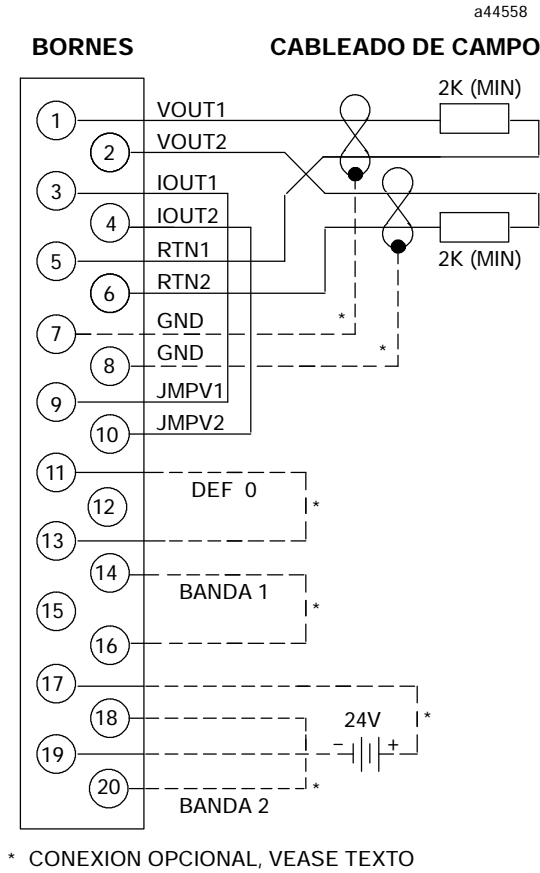 a44558
BORNES
CABLEADO DE CAMPO
2K (MIN)
1
VOUT1
2
VOUT2
3
IOUT1
4
IOUT2
5
RTN1
2K (MIN)
6
RTN2
7
GND
*
8
GND
*
9
JMPV1
10
JMPV2
11
DEF 0
12
*
13
14
BANDA 1
15
*
16
17
18
24V
*
19
− +
20
*
BANDA 2
* CONEXION OPCIONAL, VEASE TEXTO